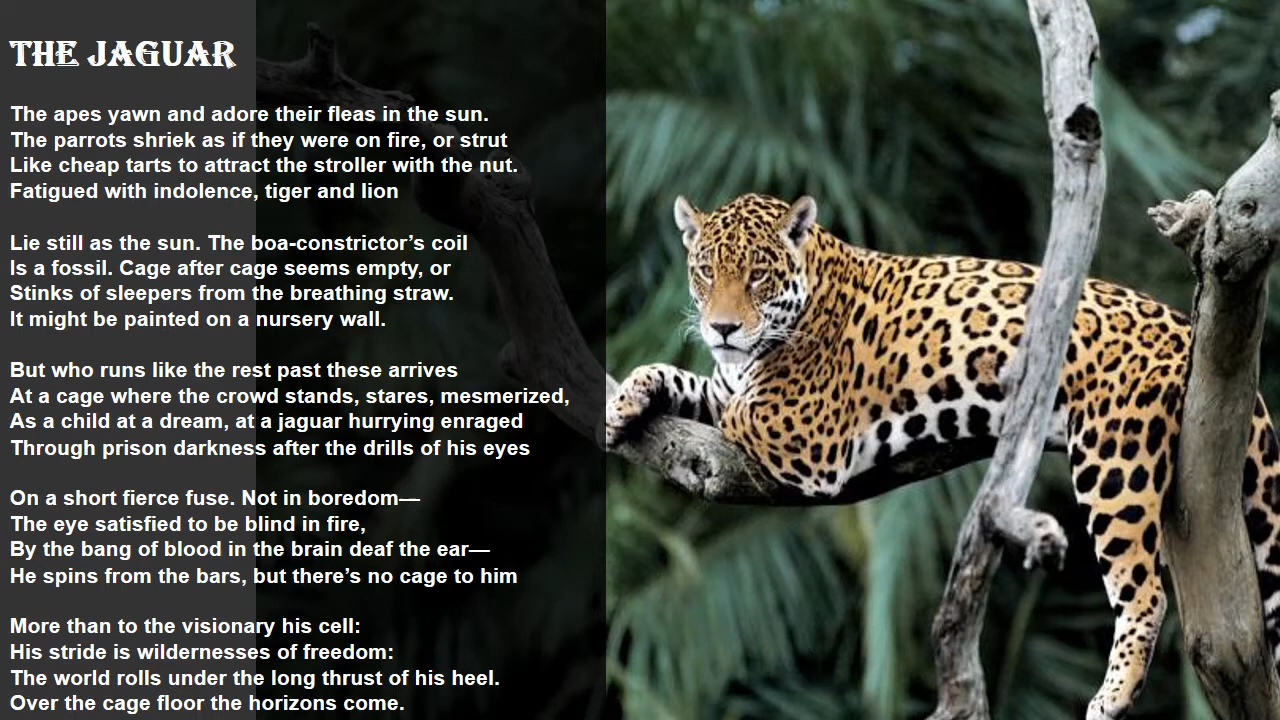 THE JAGUAR
The apes yawn and adore their fleas in the sun.
The parrots shriek as if they were on fire, or strut
Like cheap tarts to attract the stroller with the nut.
Fatigued with indolence, tiger and lion
Lie still as the sun. The boa-constrictor’s coil
Is a fossil. Cage after cage seems empty, or
Stinks of sleepers from the breathing straw.
It might be painted on a nursery wall.
But who runs like the rest past these arrives
At a cage where the crowd stands, stares, mesmerized,
As a child at a dream, at a jaguar hurrying enraged
Through prison darkness after the drills of his eyes
On a short fierce fuse. Not in boredom—
The eye satisfied to be blind in fire,
By the bang of blood in the brain deaf the ear—
He spins from the bars, but there’s no cage to him
More than to the visionary his cell:
His stride is wildernesses of freedom:
The world rolls under the long thrust of his heel.
Over the cage floor the horizons come.